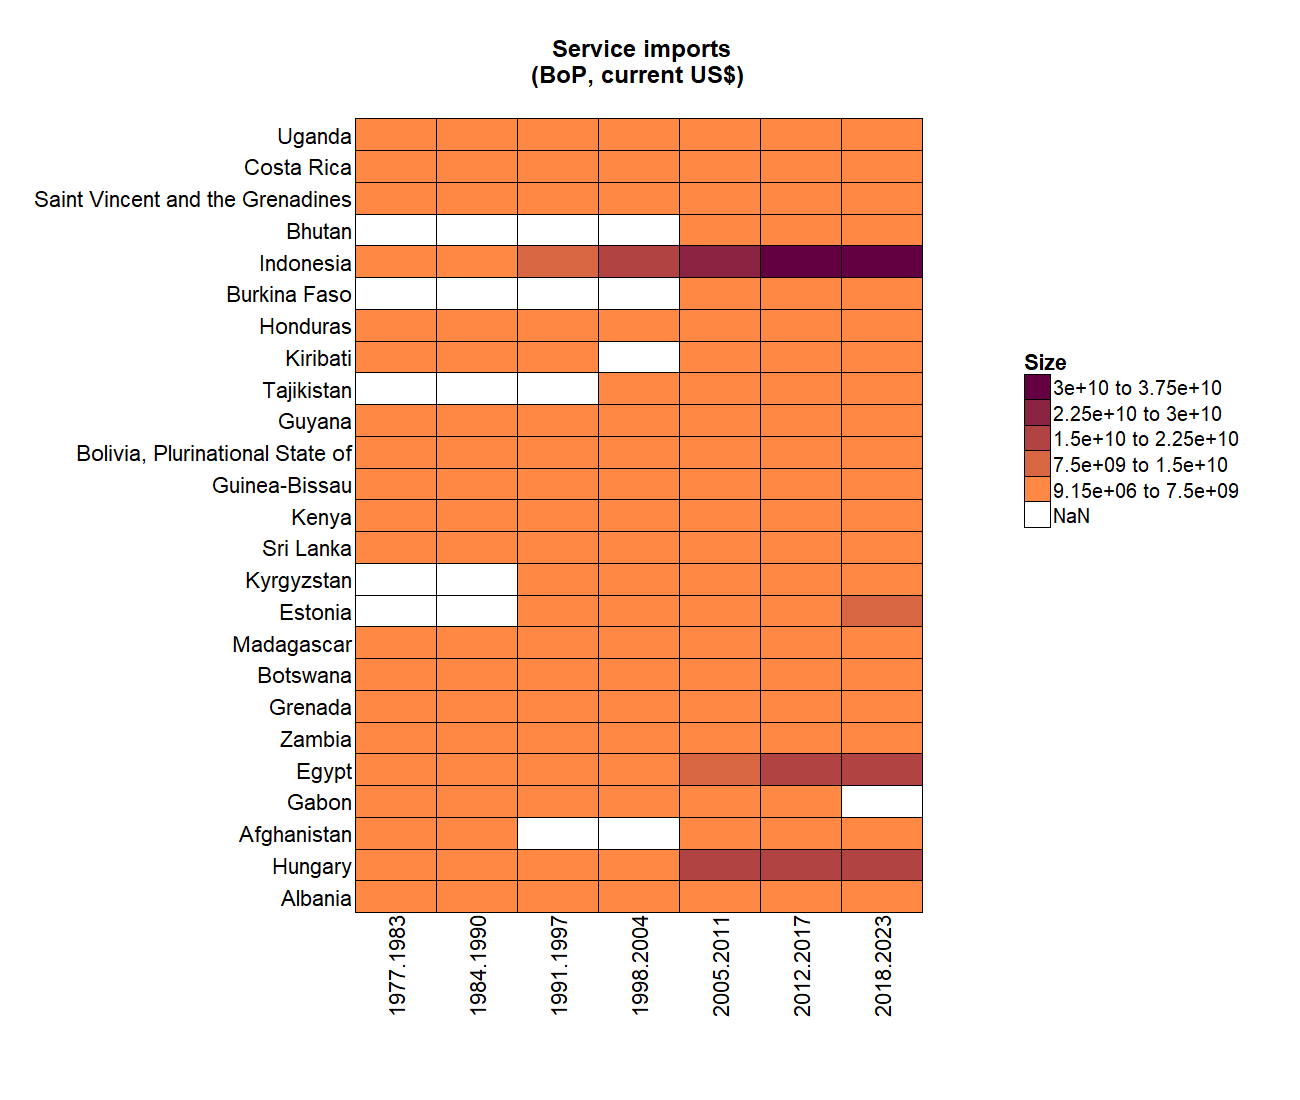 Service imports
(BoP, current US$)
Uganda
Costa Rica
Saint Vincent and the Grenadines
Bhutan
Indonesia
Burkina Faso
Honduras
Kiribati
Tajikistan
Guyana
Bolivia, Plurinational State of
Guinea-Bissau
Kenya
Sri Lanka
Kyrgyzstan
Estonia
Madagascar
Botswana
Grenada
Zambia
Egypt
Gabon
Afghanistan
Hungary
Albania
1977.1983
1984.1990
1991.1997
1998.2004
2005.2011
2012.2017
2018.2023
Size
3e+10 to 3.75e+10
2.25e+10 to 3e+10
1.5e+10 to 2.25e+10
7.5e+09 to 1.5e+10
9.15e+06 to 7.5e+09
NaN